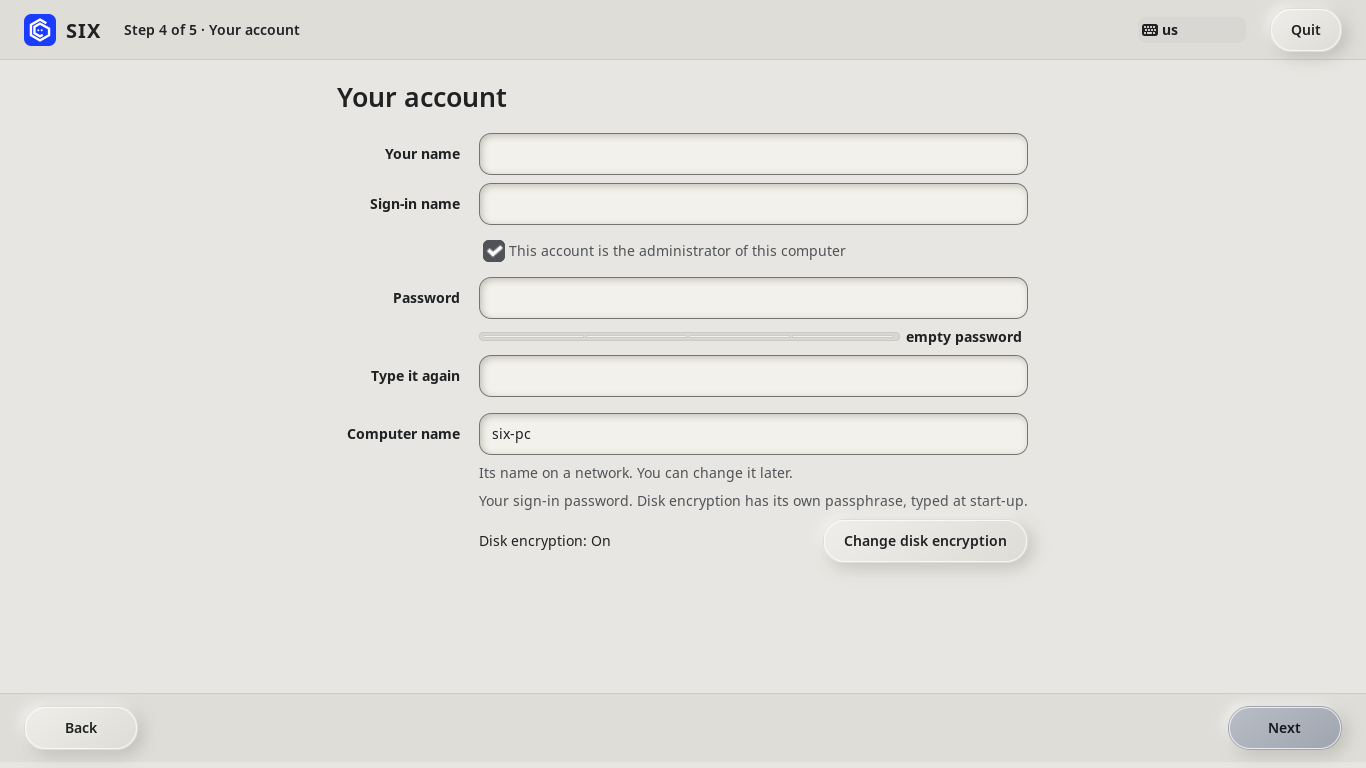 SIX
Step 4 of 5 · Your account
us
Quit
Your account
Your name
Sign-in name
This account is the administrator of this computer
Password
empty password
Type it again
Computer name
six-pc
Its name on a network. You can change it later.
Your sign-in password. Disk encryption has its own passphrase, typed at start-up.
Disk encryption: On
Change disk encryption
Back
Next